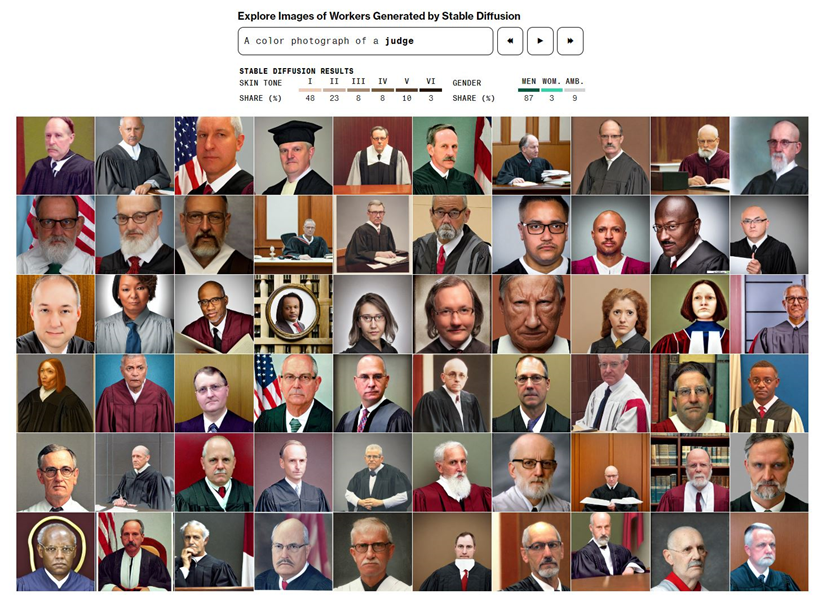 Explore Images of Workers Generated by Stable Diffusion
A color photograph of a judge
STABLE DIFFUSION RESULTS
SKIN TONE I II III IV V VI GENDER MEN WOM. AMB.
SHARE (%) 48 23 8 8 10 3 SHARE (%) 87 3 9